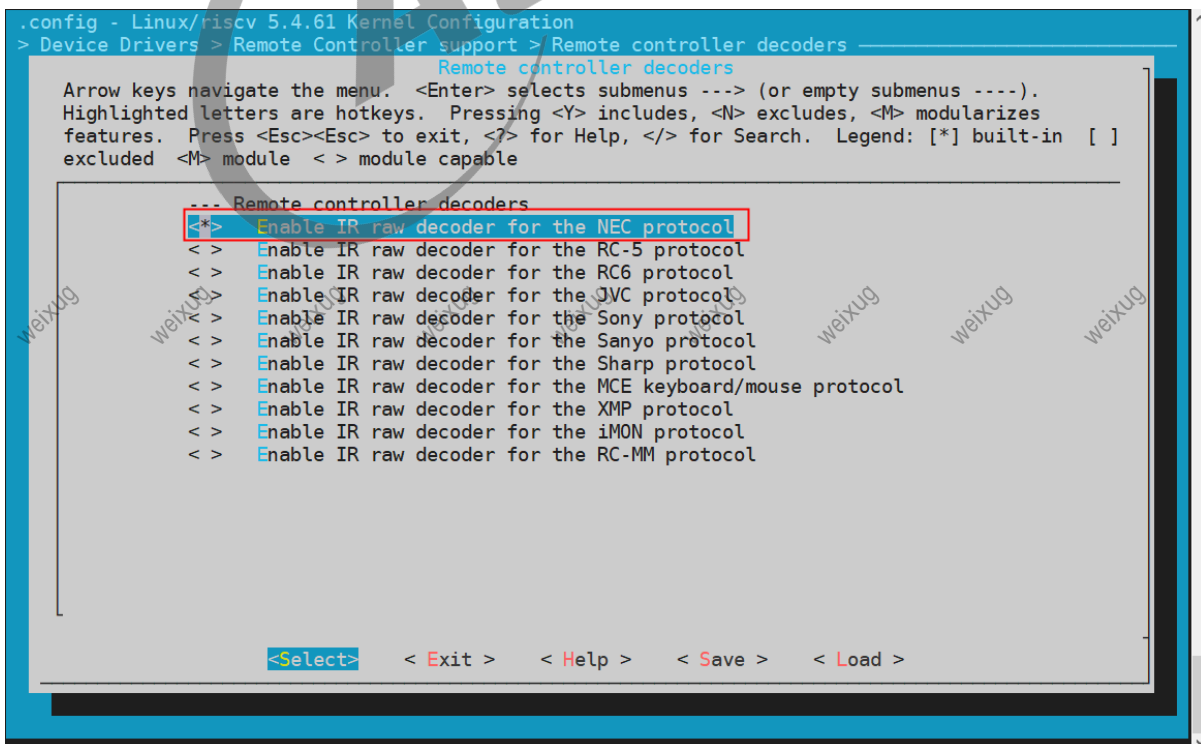 .config - Linux/riscv 5.4.61 Kernel Configuration
> Device Drivers > Remote Controller support > Remote controller decoders
Remote controller decoders
Arrow keys navigate the menu.  <Enter> selects submenus ---> (or empty submenus ----).
Highlighted letters are hotkeys.  Pressing <Y> includes, <N> excludes, <M> modularizes
features.  Press <Esc><Esc> to exit, <?> for Help, </> for Search.  Legend: [*] built-in  [ ]
excluded  <M> module  < > module capable
--- Remote controller decoders
<*>   Enable IR raw decoder for the NEC protocol
< >   Enable IR raw decoder for the RC-5 protocol
< >   Enable IR raw decoder for the RC6 protocol
< >   Enable IR raw decoder for the JVC protocol
< >   Enable IR raw decoder for the Sony protocol
< >   Enable IR raw decoder for the Sanyo protocol
< >   Enable IR raw decoder for the Sharp protocol
< >   Enable IR raw decoder for the MCE keyboard/mouse protocol
< >   Enable IR raw decoder for the XMP protocol
< >   Enable IR raw decoder for the iMON protocol
< >   Enable IR raw decoder for the RC-MM protocol
weixug weixug weixug weixug weixug weixug weixug weixug weixug
<Select>    < Exit >    < Help >    < Save >    < Load >